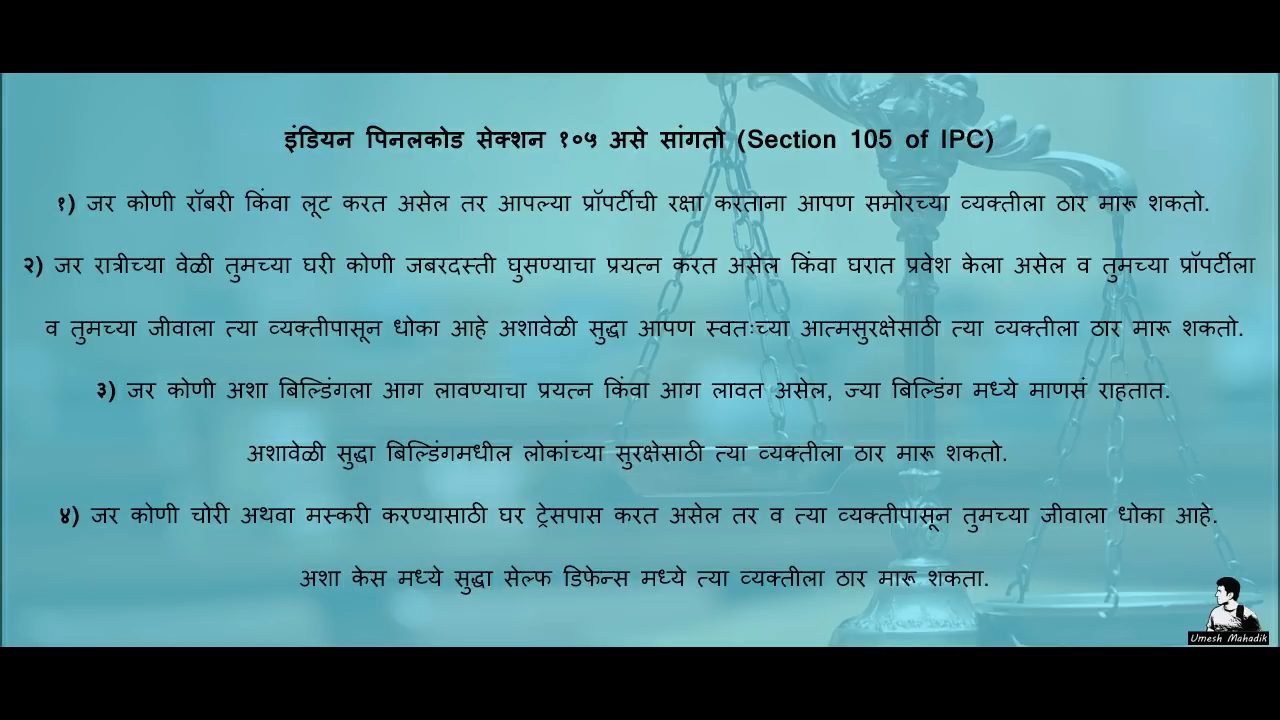 इंडियन पिनलकोड सेक्शन १०५ असे सांगतो (Section 105 of IPC)
१) जर कोणी रॉबरी किंवा लूट करत असेल तर आपल्या प्रॉपर्टीची रक्षा करताना आपण समोरच्या व्यक्तीला ठार मारू शकतो.
२) जर रात्रीच्या वेळी तुमच्या घरी कोणी जबरदस्ती घुसण्याचा प्रयत्न करत असेल किंवा घरात प्रवेश केला असेल व तुमच्या प्रॉपर्टीला
व तुमच्या जीवाला त्या व्यक्तीपासून धोका आहे अशावेळी सुद्धा आपण स्वतःच्या आत्मसुरक्षेसाठी त्या व्यक्तीला ठार मारू शकतो.
३) जर कोणी अशा बिल्डिंगला आग लावण्याचा प्रयत्न किंवा आग लावत असेल, ज्या बिल्डिंग मध्ये माणसं राहतात.
अशावेळी सुद्धा बिल्डिंगमधील लोकांच्या सुरक्षेसाठी त्या व्यक्तीला ठार मारू शकतो.
४) जर कोणी चोरी अथवा मस्करी करण्यासाठी घर ट्रेसपास करत असेल तर व त्या व्यक्तीपासून तुमच्या जीवाला धोका आहे.
अशा केस मध्ये सुद्धा सेल्फ डिफेन्स मध्ये त्या व्यक्तीला ठार मारू शकता.
Umesh Mahadik